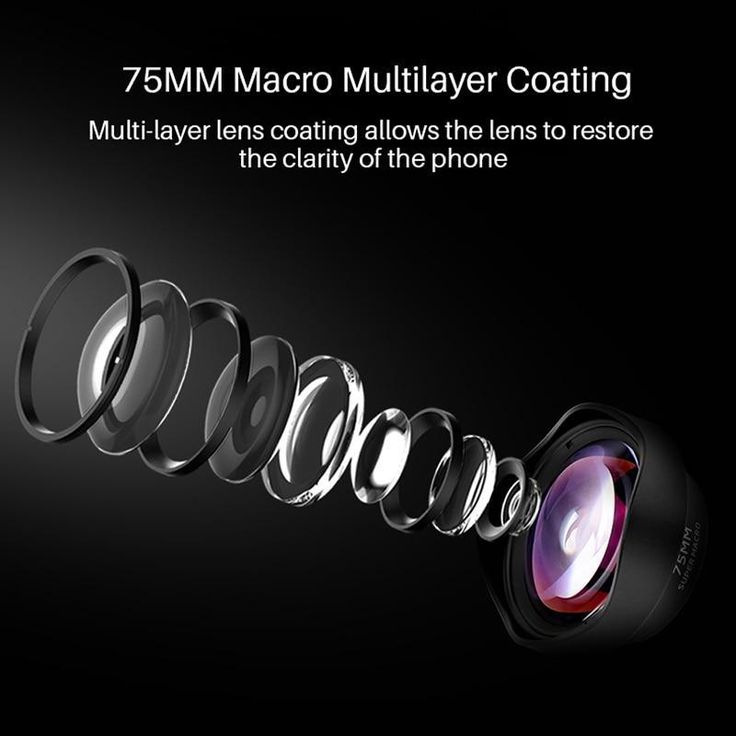 75MM Macro Multilayer Coating
Multi-layer lens coating allows the lens to restore
the clarity of the phone
75MM
SUPER MACRO